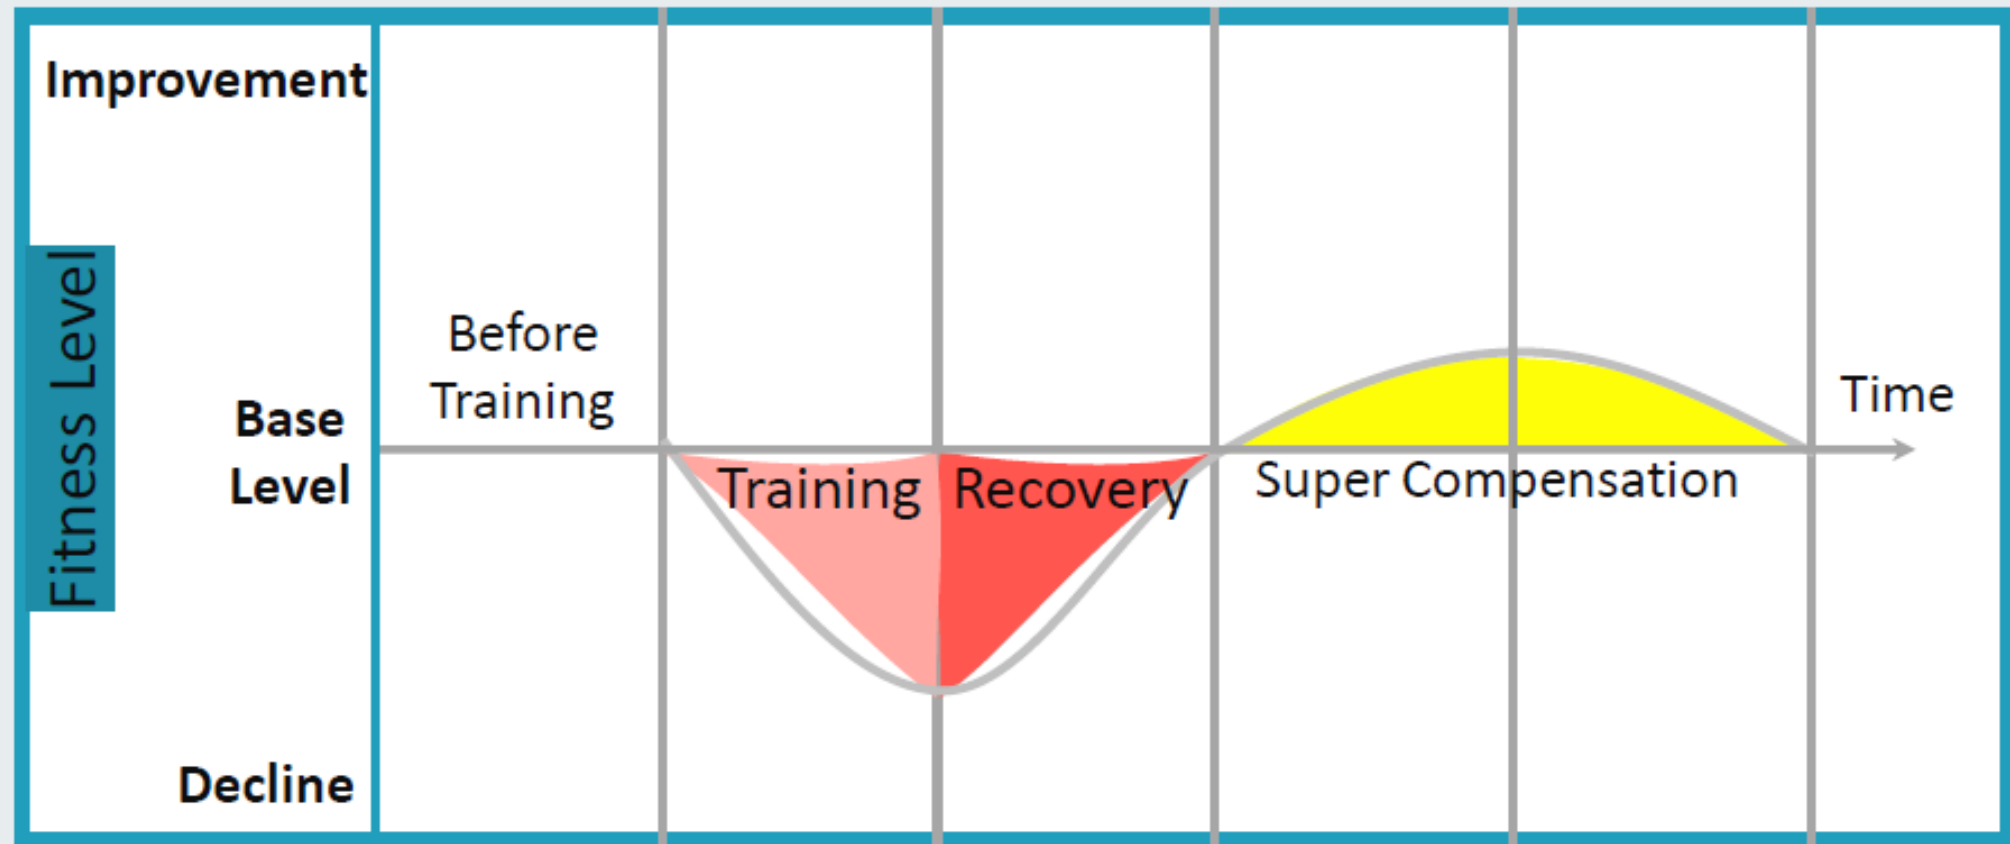 Improvement
Fitness Level
Before
Training
Base
Level
Time
Training
Recovery
Super Compensation
Decline